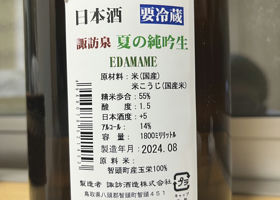 日本酒 要冷蔵
諏訪泉 夏の純吟生
EDAMAME
原材料：米（国産）
米こうじ（国産米）
精米歩合：55%
酸度：1.5
日本酒度：+5
アルコール：14%
容量：1800ミリリットル
製造年月：2024.08
原料米：
智頭町産玉栄100%
製造者 諏訪酒造株式会社
鳥取県八頭郡智頭町智頭451
プラ